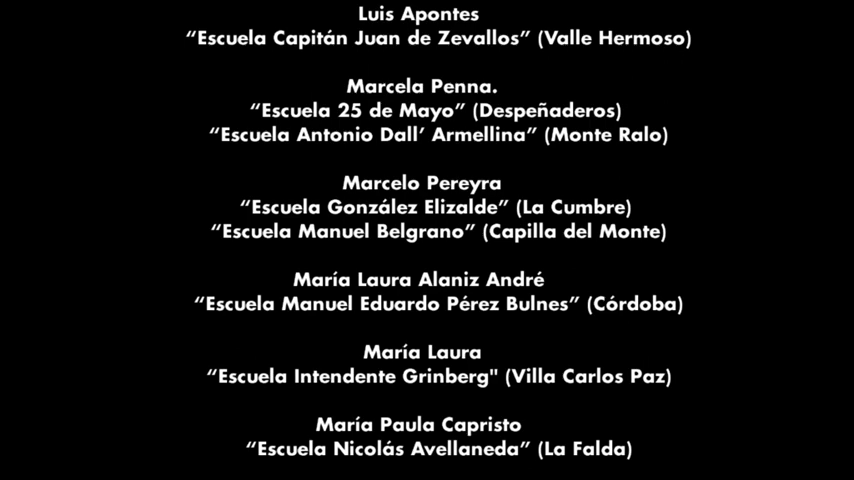 Luis Apontes
“Escuela Capitán Juan de Zevallos” (Valle Hermoso)
Marcela Penna.
“Escuela 25 de Mayo” (Despeñaderos)
“Escuela Antonio Dall’ Armellina” (Monte Ralo)
Marcelo Pereyra
“Escuela González Elizalde” (La Cumbre)
“Escuela Manuel Belgrano” (Capilla del Monte)
María Laura Alaniz André
“Escuela Manuel Eduardo Pérez Bulnes” (Córdoba)
María Laura
“Escuela Intendente Grinberg" (Villa Carlos Paz)
María Paula Capristo
“Escuela Nicolás Avellaneda” (La Falda)